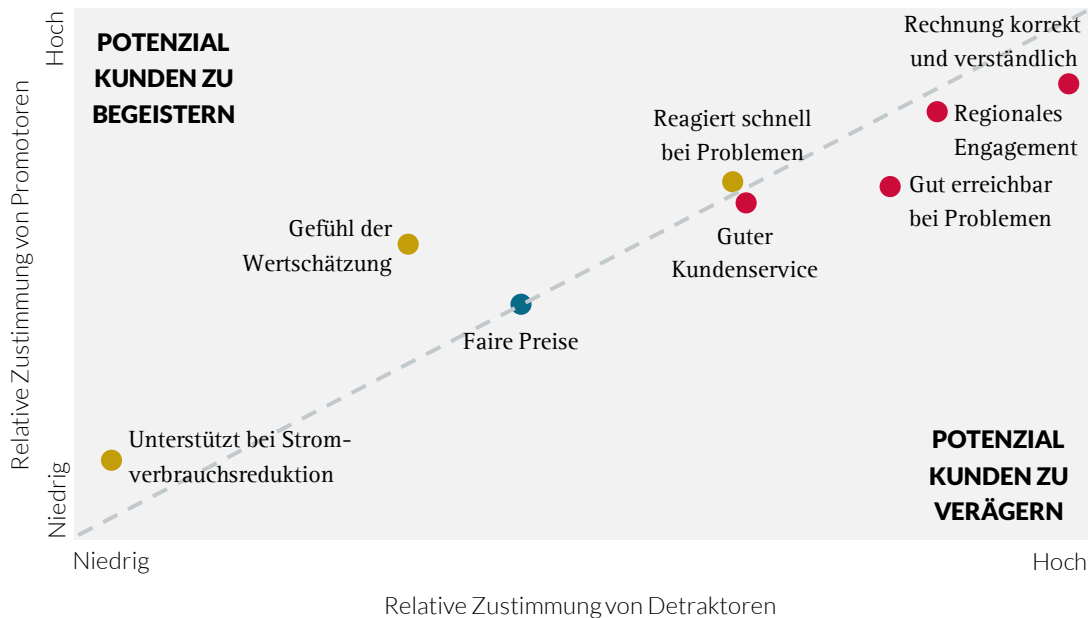 Relative Zustimmung von Promotoren
Hoch
Niedrig
POTENZIAL
KUNDEN ZU
BEGEISTERN
Rechnung korrekt
und verständlich
Regionales
Engagement
Reagiert schnell
bei Problemen
Gut erreichbar
bei Problemen
Gefühl der
Wertschätzung
Guter
Kundenservice
Faire Preise
Unterstützt bei Strom-
verbrauchsreduktion
POTENZIAL
KUNDEN ZU
VERÄGERN
Niedrig
Hoch
Relative Zustimmung von Detraktoren